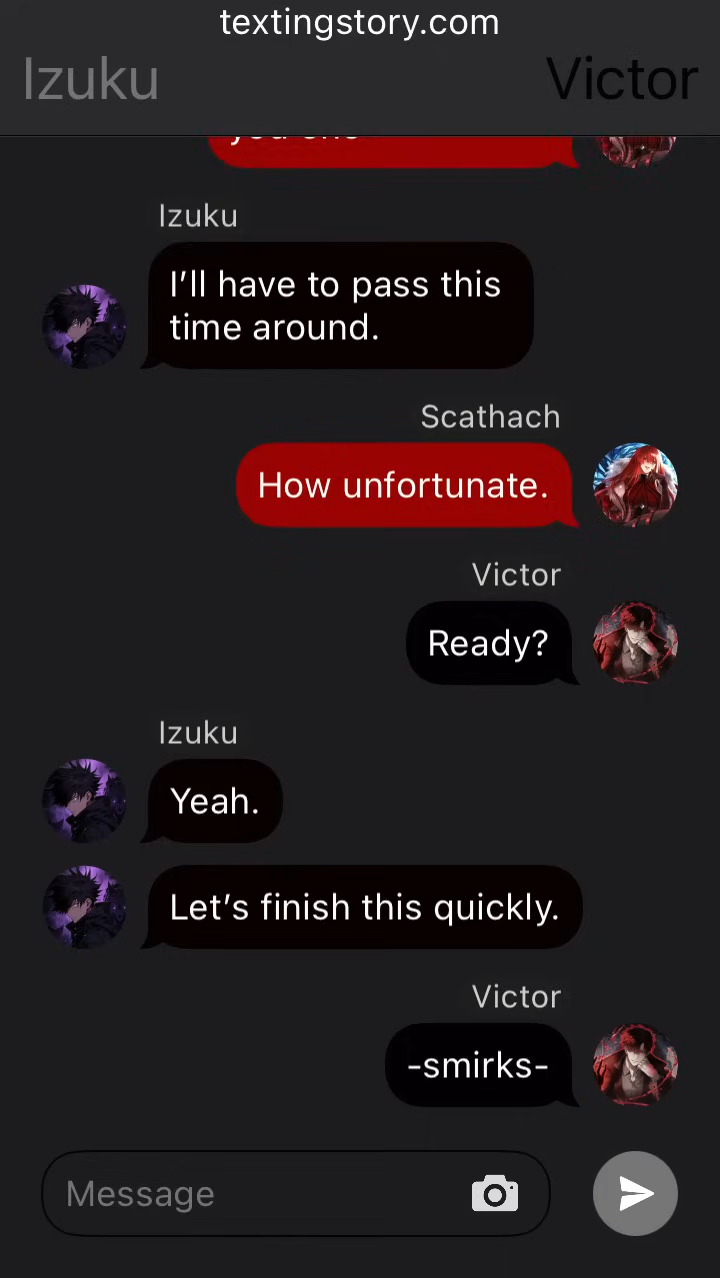 textingstory.com
Izuku
Victor
Izuku
I'll have to pass this
time around.
Scathach
How unfortunate.
Victor
Ready?
Izuku
Yeah.
Let's finish this quickly.
Victor
-smirks-
Message